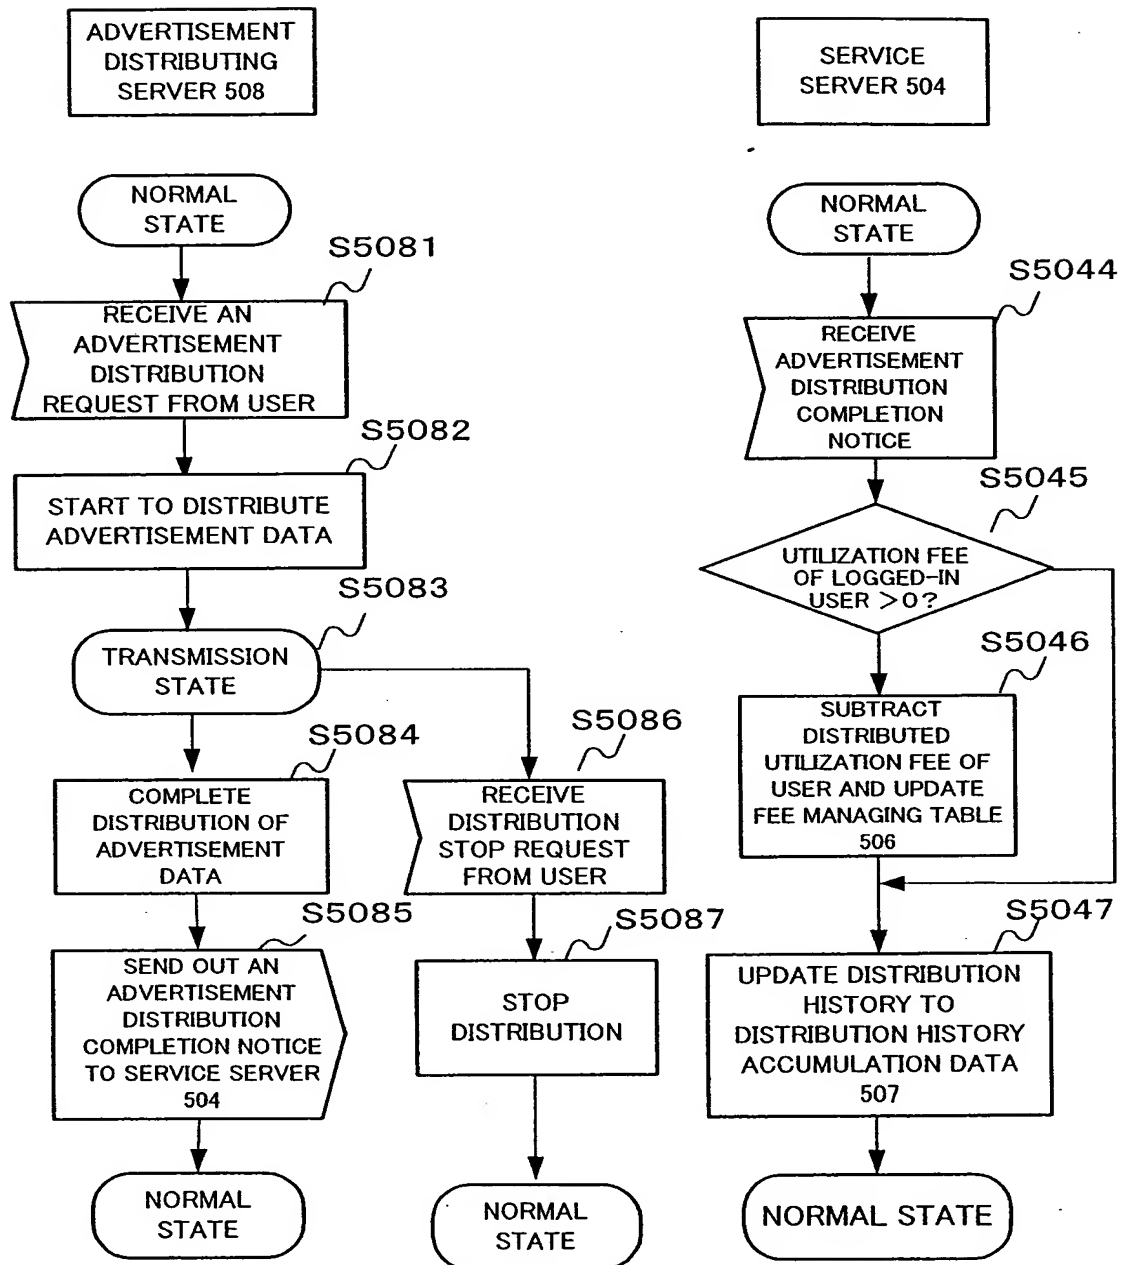 ADVERTISEMENT
DISTRIBUTING
SERVER 508
NORMAL
STATE
S5081
RECEIVE AN
ADVERTISEMENT
DISTRIBUTION
REQUEST FROM USER
S5082
START TO DISTRIBUTE
ADVERTISEMENT DATA
S5083
TRANSMISSION
STATE
S5084
COMPLETE
DISTRIBUTION OF
ADVERTISEMENT
DATA
S5085
SEND OUT AN
ADVERTISEMENT
DISTRIBUTION
COMPLETION NOTICE
TO SERVICE SERVER
504
NORMAL
STATE
S5086
RECEIVE
DISTRIBUTION
STOP REQUEST
FROM USER
S5087
STOP
DISTRIBUTION
NORMAL
STATE
SERVICE
SERVER 504
NORMAL
STATE
S5044
RECEIVE
ADVERTISEMENT
DISTRIBUTION
COMPLETION
NOTICE
S5045
UTILIZATION FEE
OF LOGGED-IN
USER >0?
S5046
SUBTRACT
DISTRIBUTED
UTILIZATION FEE OF
USER AND UPDATE
FEE MANAGING TABLE
506
S5047
UPDATE DISTRIBUTION
HISTORY TO
DISTRIBUTION HISTORY
ACCUMULATION DATA
507
NORMAL STATE